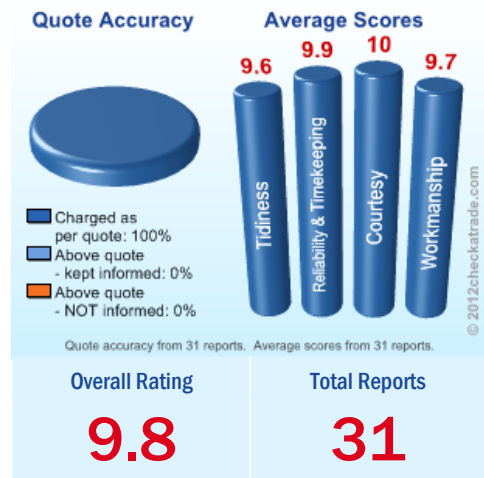 Quote Accuracy
Average Scores
9.6
9.9
10
9.7
Tidiness
Reliability & Timekeeping
Courtesy
Workmanship
Charged as
per quote: 100%
Above quote
- kept informed: 0%
Above quote
- NOT informed: 0%
© 2012checkatrade.com
Quote accuracy from 31 reports. Average scores from 31 reports.
Overall Rating
9.8
Total Reports
31